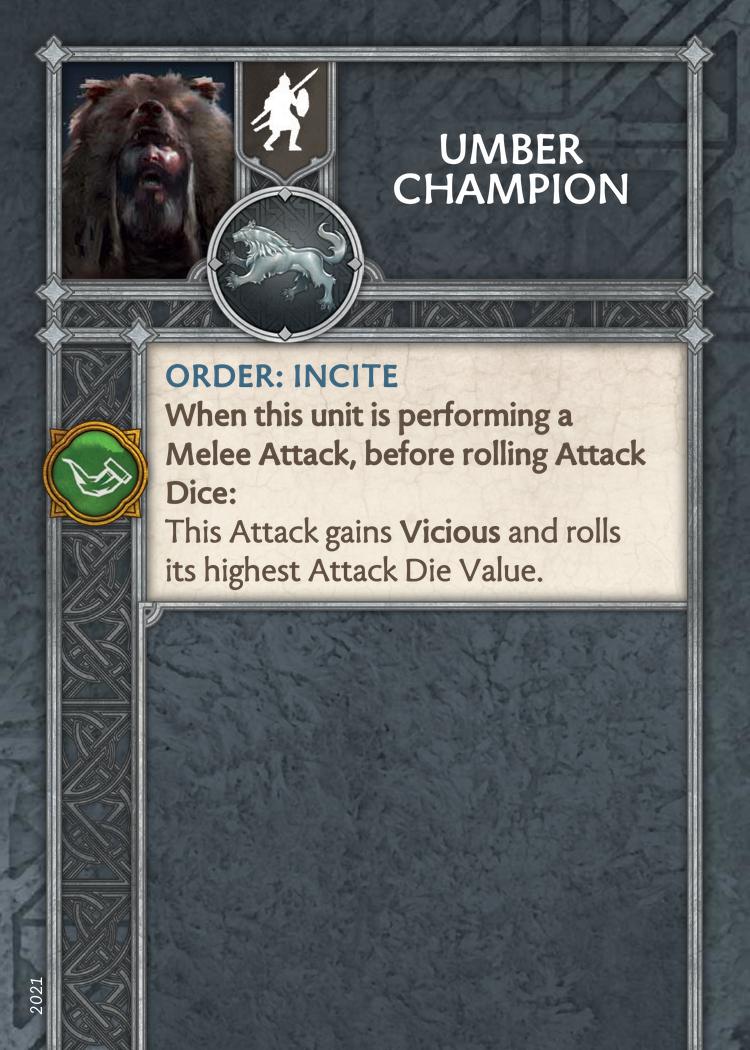 UMBER
CHAMPION
ORDER: INCITE
When this unit is performing a
Melee Attack, before rolling Attack
Dice:
This Attack gains Vicious and rolls
its highest Attack Die Value.
2021